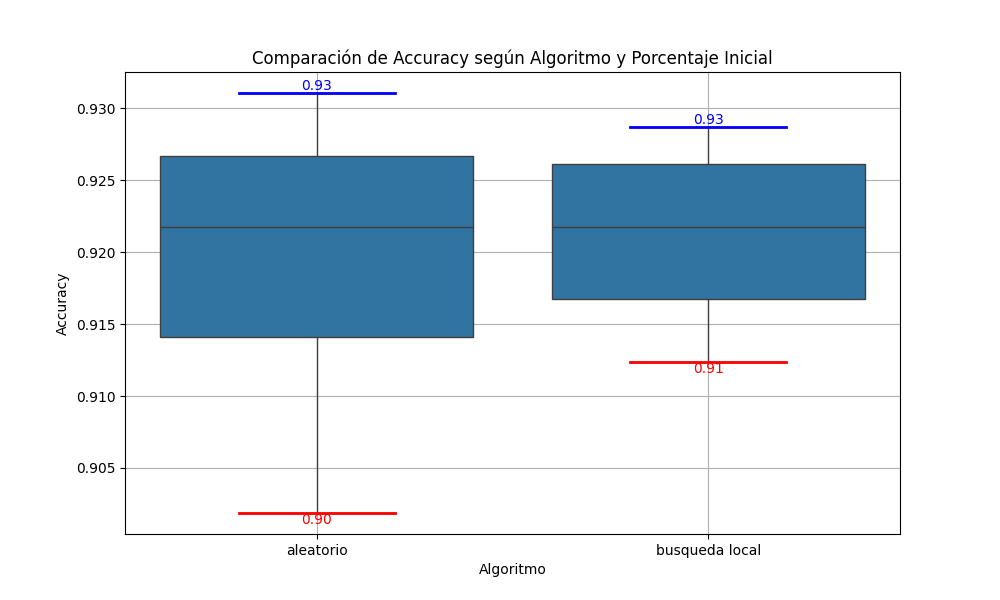 Comparación de Accuracy según Algoritmo y Porcentaje Inicial
0.93
0.93
0.930
0.925
0.920
0.915
0.910
0.905
Accuracy
0.91
0.90
aleatorio
busqueda local
Algoritmo